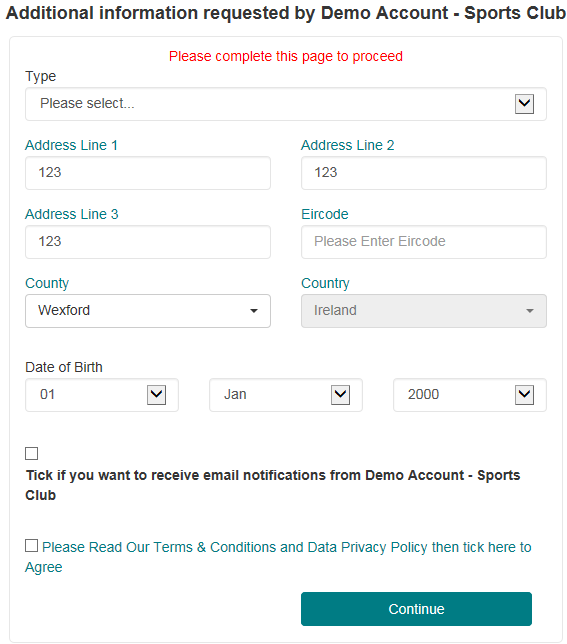 Additional information requested by Demo Account - Sports Club
Please complete this page to proceed
Type
Please select...
Address Line 1
Address Line 2
123
123
Address Line 3
Eircode
123
Please Enter Eircode
County
Country
Wexford
Ireland
Date of Birth
01
Jan
2000
Tick if you want to receive email notifications from Demo Account - Sports
Club
Please Read Our Terms & Conditions and Data Privacy Policy then tick here to
Agree
Continue